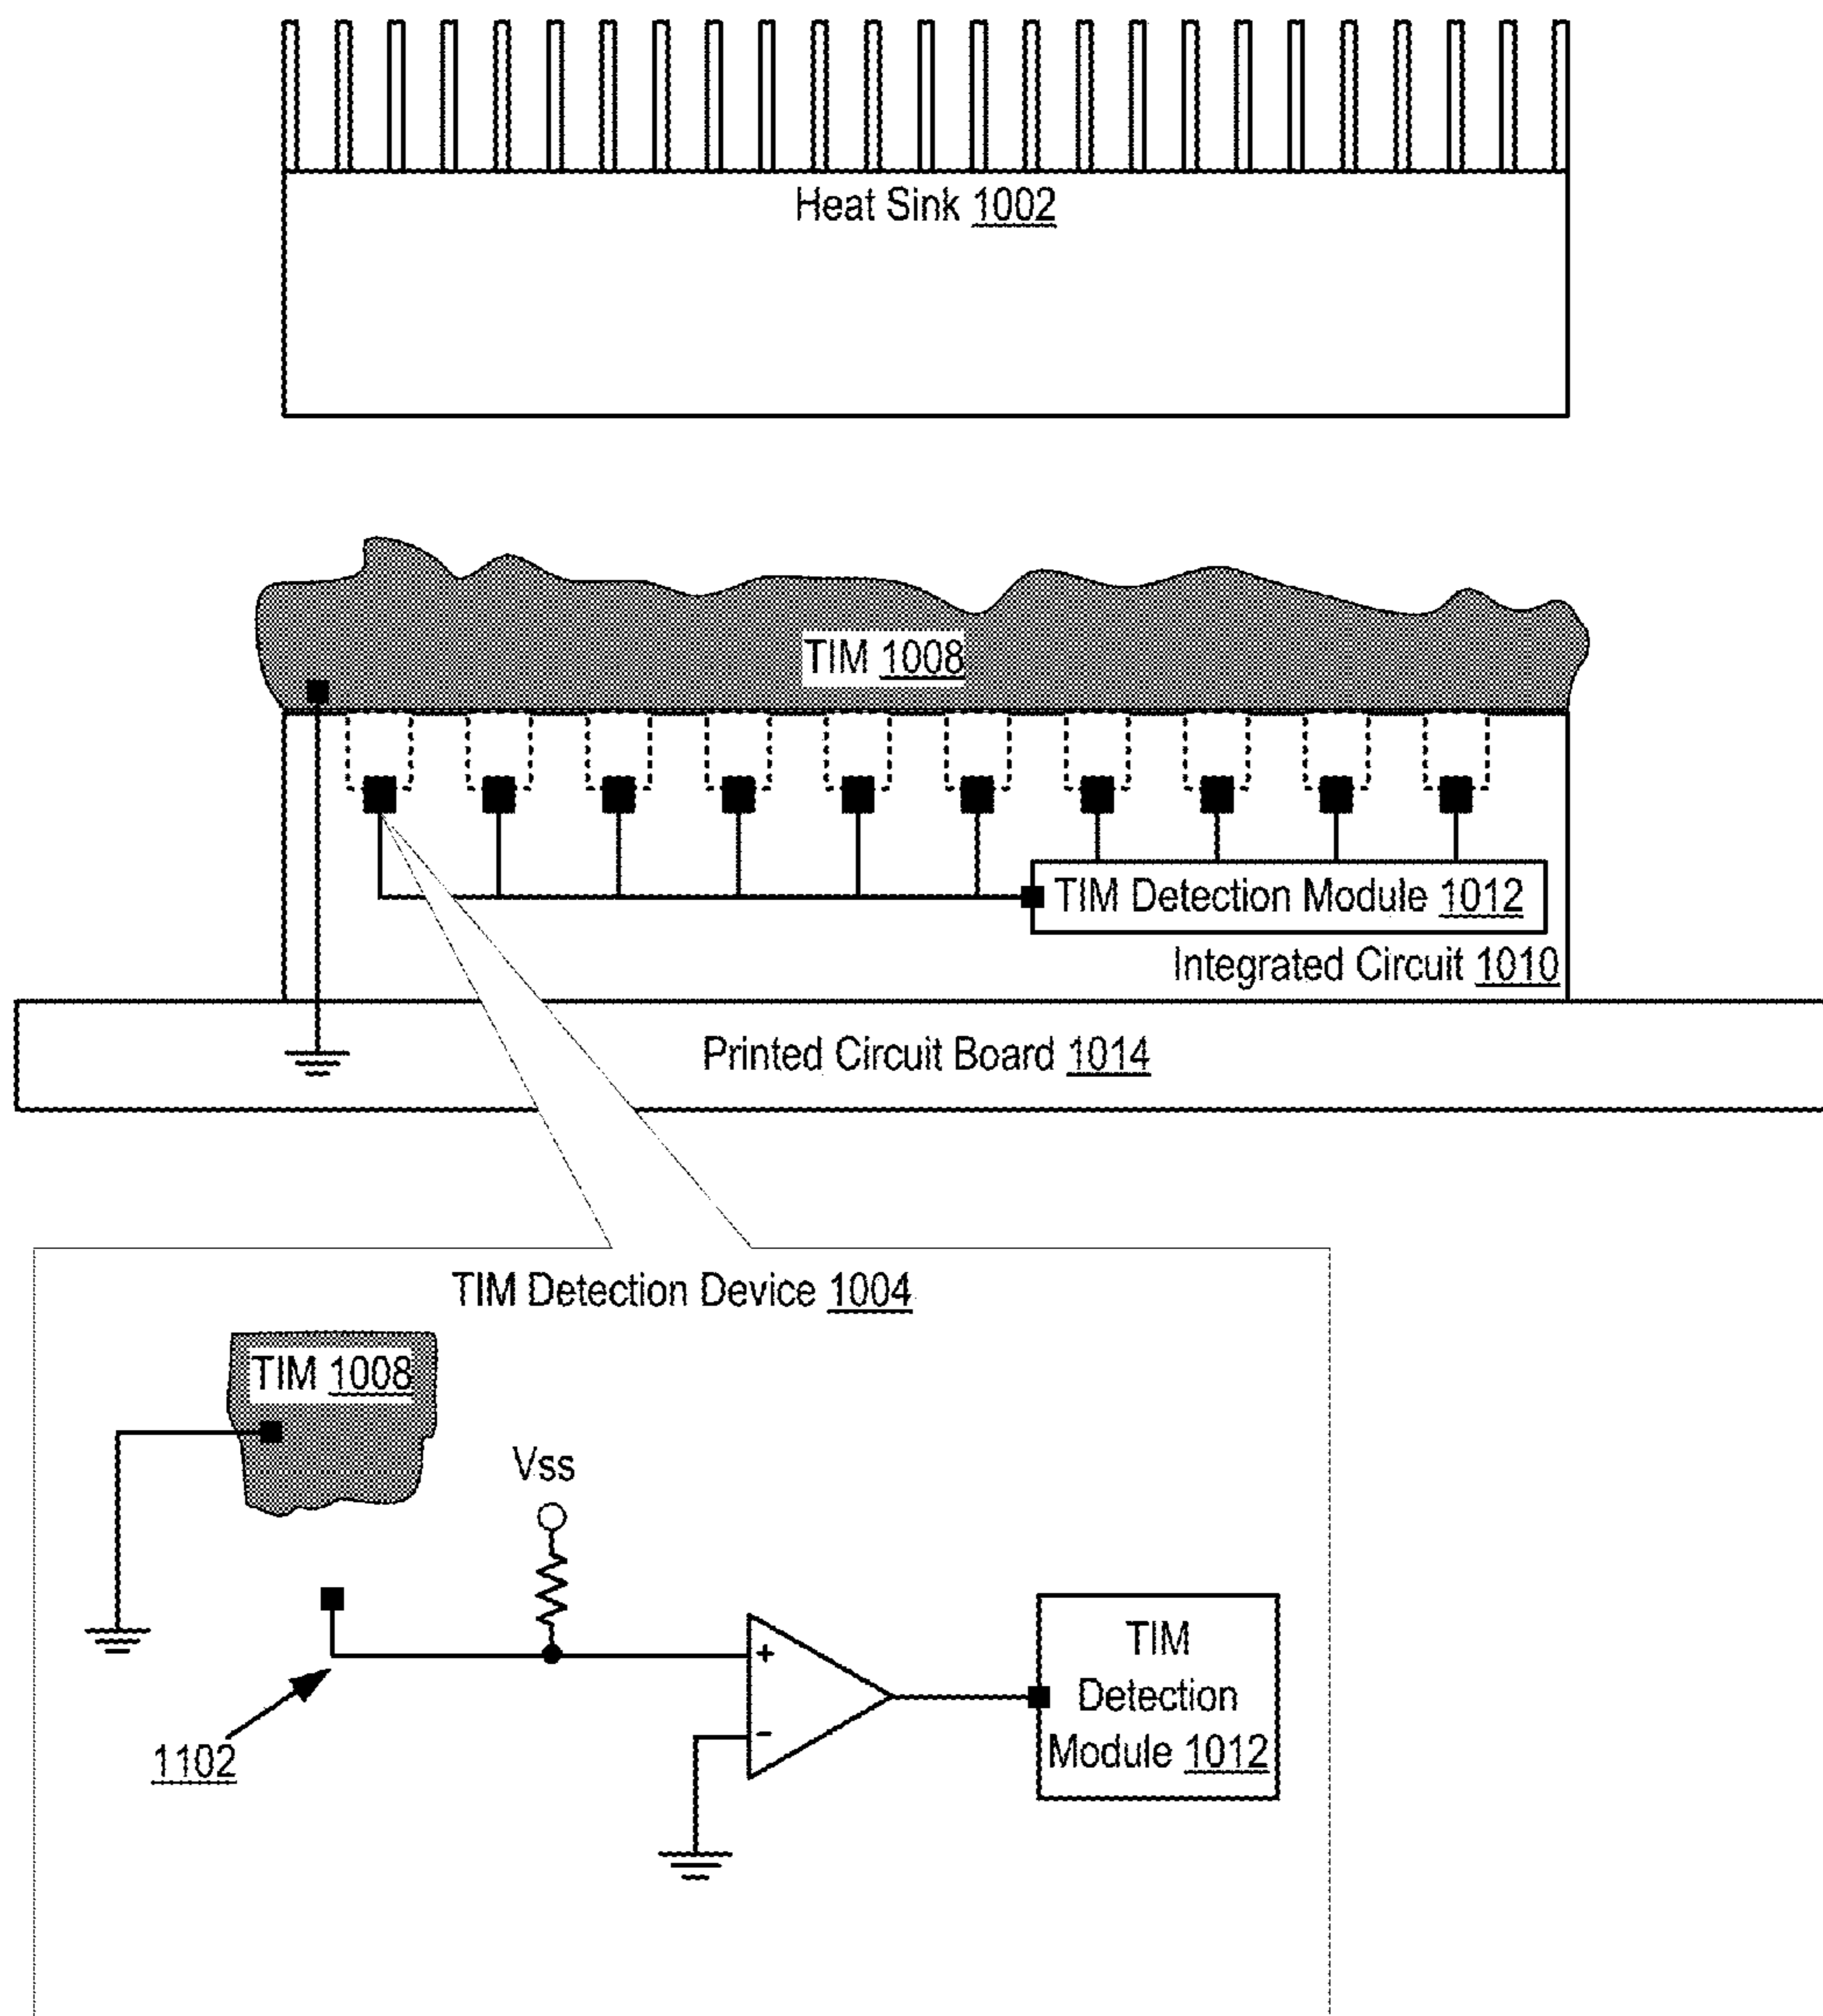 Heat Sink 1002
TIM 1008
TIM Detection Module 1012
Integrated Circuit 1010
Printed Circuit Board 1014
TIM Detection Device 1004
TIM 1008
Vss
+
-
TIM
Detection
Module 1012
1102